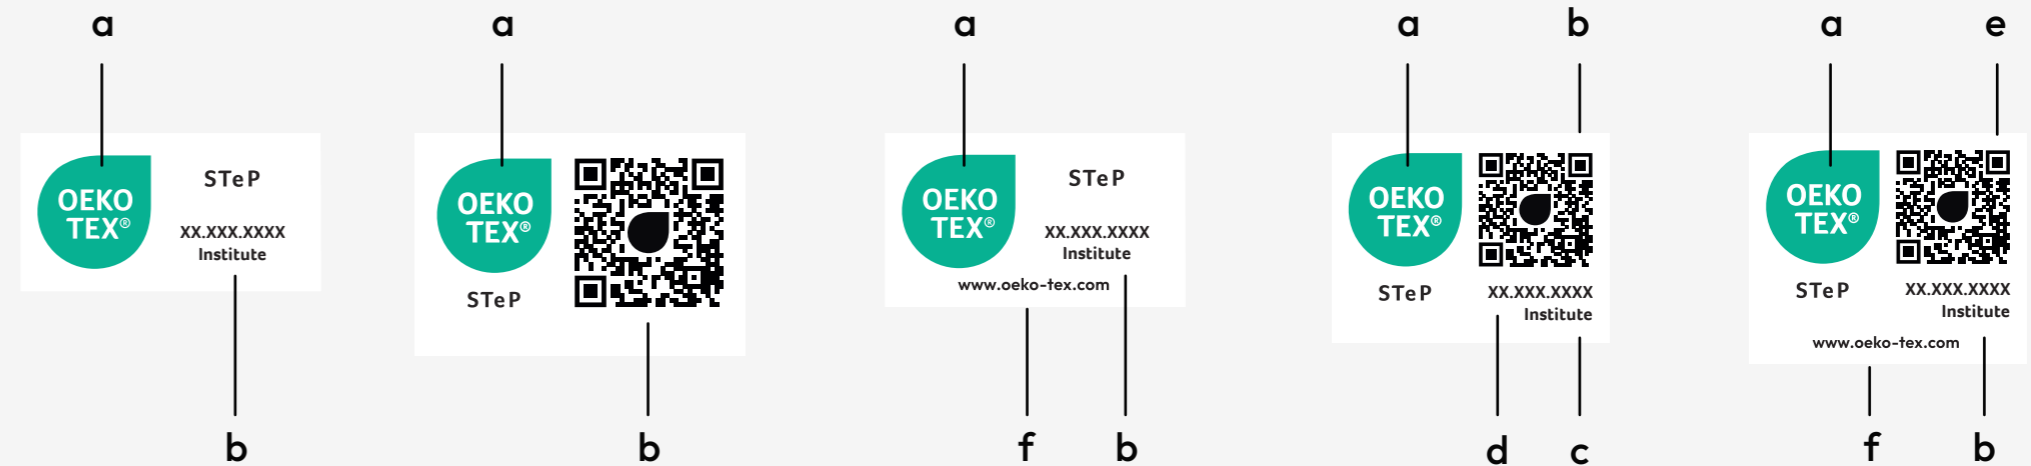 a
OEKO
TEX®
STeP
XX.XXX.XXXX
Institute
b
a
OEKO
TEX®
STeP
b
a
OEKO
TEX®
STeP
XX.XXX.XXXX
Institute
www.oeko-tex.com
f b
a b
OEKO
TEX®
STeP
XX.XXX.XXXX
Institute
d c
a e
OEKO
TEX®
STeP
XX.XXX.XXXX
Institute
www.oeko-tex.com
f b